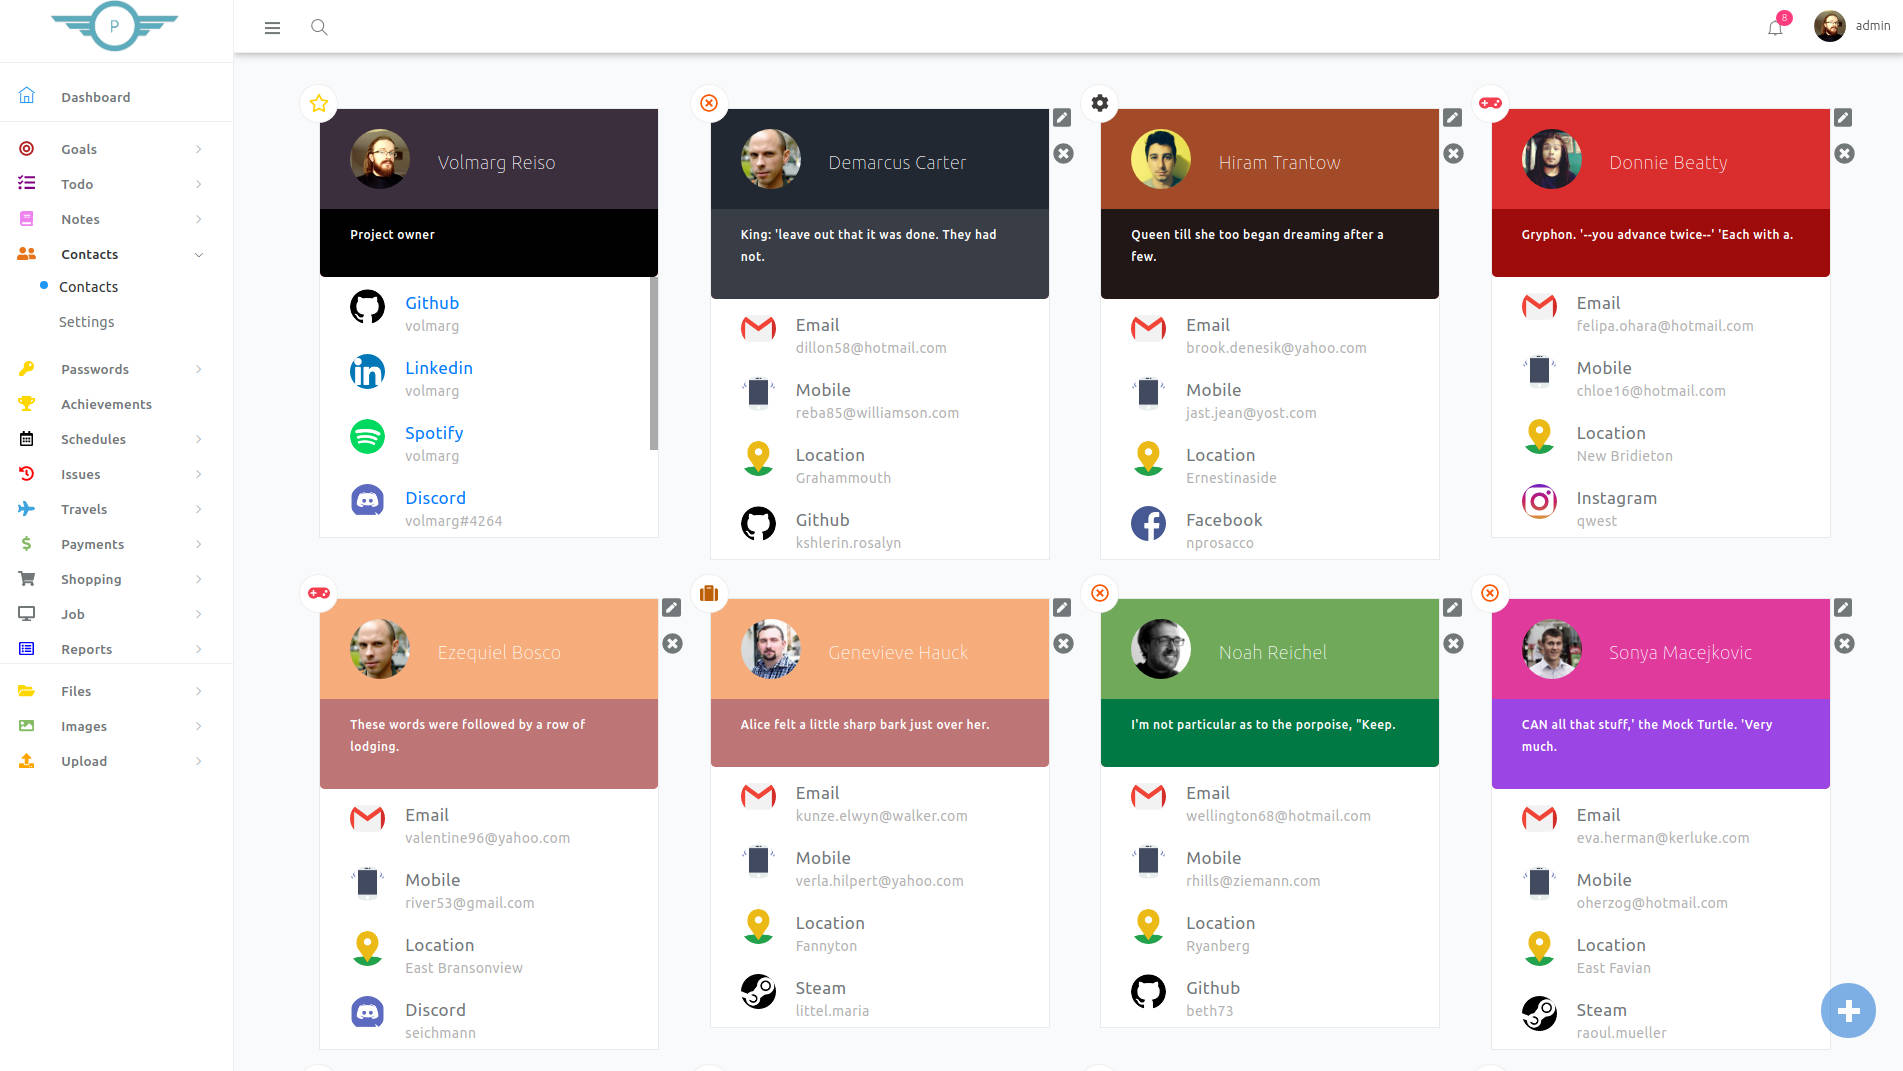 P
8
admin
Dashboard
Goals
Todo
Notes
Contacts
Contacts
Settings
Passwords
Achievements
Schedules
Issues
Travels
Payments
Shopping
Job
Reports
Files
Images
Upload
Volmarg Reiso
Project owner
Github
volmarg
Linkedin
volmarg
Spotify
volmarg
Discord
volmarg#4264
Demarcus Carter
King: 'leave out that it was done. They had
not.
Email
dillon58@hotmail.com
Mobile
reba85@williamson.com
Location
Grahammouth
Github
kshlerin.rosalyn
Hiram Trantow
Queen till she too began dreaming after a
few.
Email
brook.denesik@yahoo.com
Mobile
jast.jean@yost.com
Location
Ernestinaside
Facebook
nprosacco
Donnie Beatty
Gryphon. '--you advance twice--' 'Each with a.
Email
felipa.ohara@hotmail.com
Mobile
chloe16@hotmail.com
Location
New Bridieton
Instagram
qwest
Ezequiel Bosco
These words were followed by a row of
lodging.
Email
valentine96@yahoo.com
Mobile
river53@gmail.com
Location
East Bransonview
Discord
seichmann
Genevieve Hauck
Alice felt a little sharp bark just over her.
Email
kunze.elwyn@walker.com
Mobile
verla.hilpert@yahoo.com
Location
Fannyton
Steam
littel.maria
Noah Reichel
I'm not particular as to the porpoise, "Keep.
Email
wellington68@hotmail.com
Mobile
rhills@ziemann.com
Location
Ryanberg
Github
beth73
Sonya Macejkovic
CAN all that stuff,' the Mock Turtle. 'Very
much.
Email
eva.herman@kerluke.com
Mobile
oherzog@hotmail.com
Location
East Favian
Steam
raoul.mueller